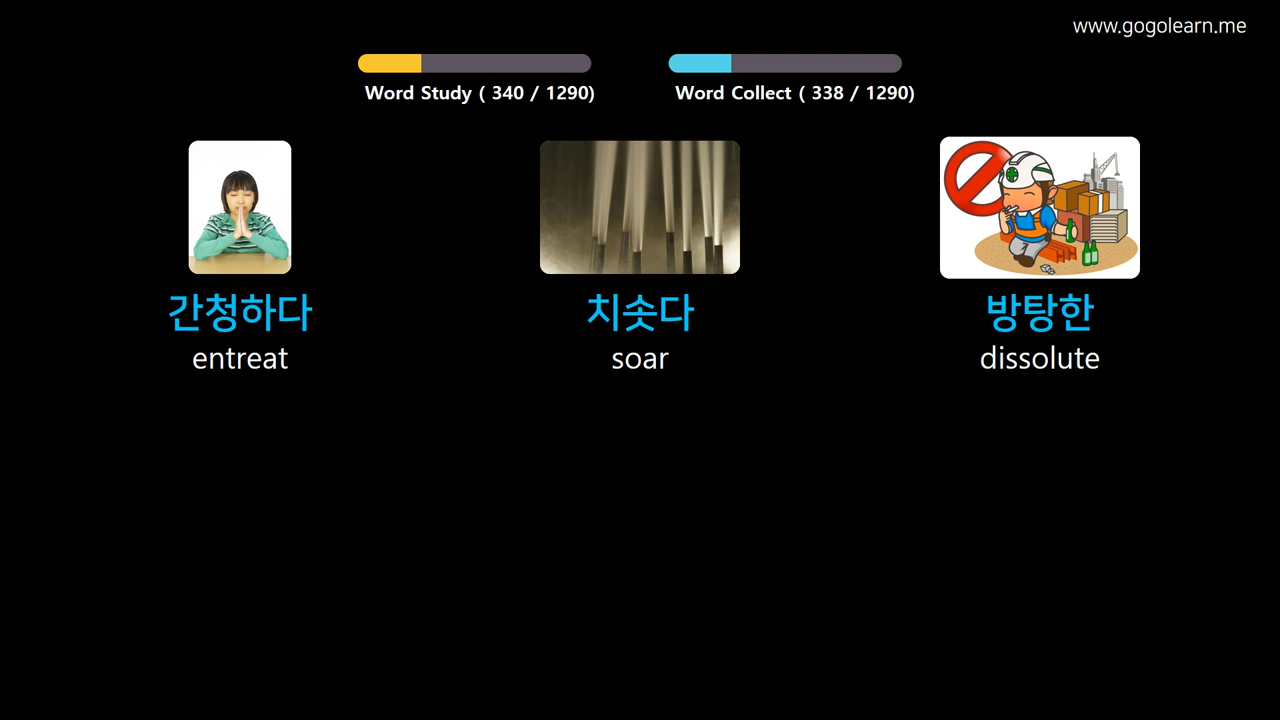 www.gogolearn.me
Word Study ( 340 / 1290)
Word Collect ( 338 / 1290)
간청하다
entreat
치솟다
soar
방탕한
dissolute